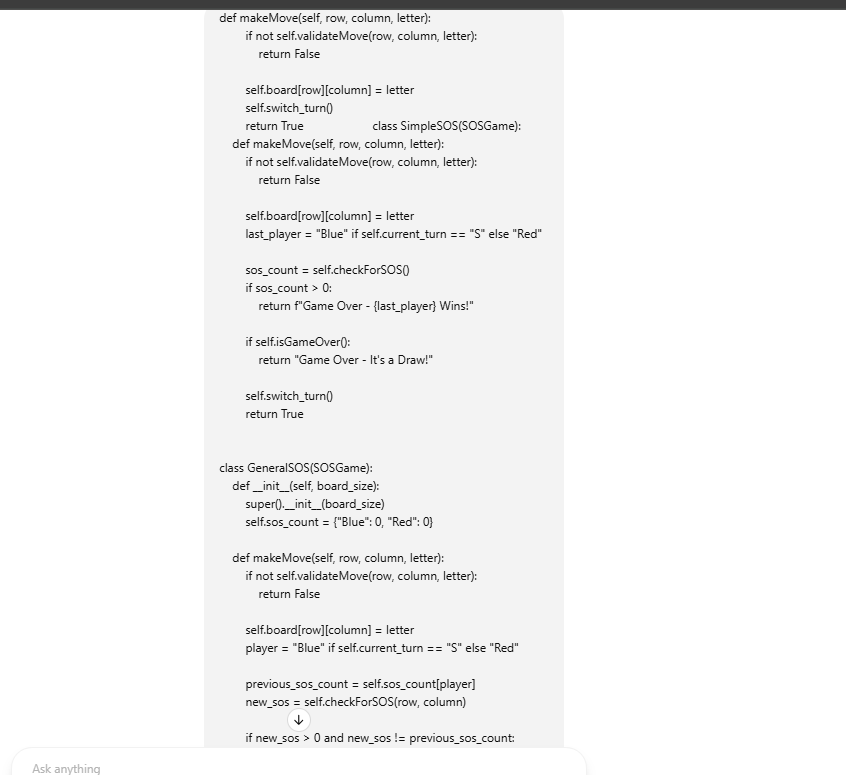 def makeMove(self, row, column, letter):
if not self.validateMove(row, column, letter):
return False
self.board[row][column] = letter
self.switch_turn()
return True class SimpleSOS(SOSGame):
def makeMove(self, row, column, letter):
if not self.validateMove(row, column, letter):
return False
self.board[row][column] = letter
last_player = "Blue" if self.current_turn == "S" else "Red"
sos_count = self.checkForSOS()
if sos_count > 0:
return f"Game Over - {last_player} Wins!"
if self.isGameOver():
return "Game Over - It's a Draw!"
self.switch_turn()
return True
class GeneralSOS(SOSGame):
def __init__(self, board_size):
super().__init__(board_size)
self.sos_count = {"Blue": 0, "Red": 0}
def makeMove(self, row, column, letter):
if not self.validateMove(row, column, letter):
return False
self.board[row][column] = letter
player = "Blue" if self.current_turn == "S" else "Red"
previous_sos_count = self.sos_count[player]
new_sos = self.checkForSOS(row, column)
if new_sos > 0 and new_sos != previous_sos_count:
Ask anything